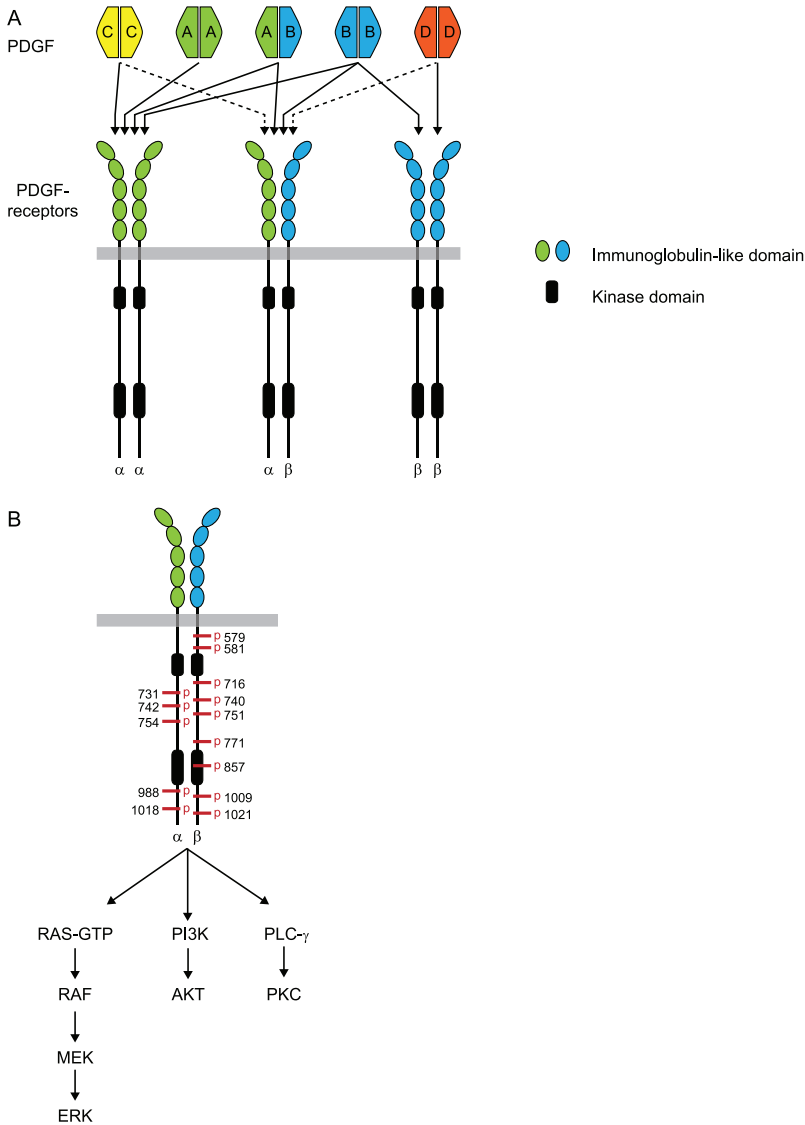 A
PDGF
C C A A A B B B D D
PDGF-
receptors
Immunoglobulin-like domain
Kinase domain
α α α β β β
B
p 579
p 581
p 716
731 p
p 740
742 p
p 751
754 p
p 771
p 857
988 p
p 1009
1018 p
p 1021
α β
RAS-GTP PI3K PLC-γ
RAF AKT PKC
MEK
ERK